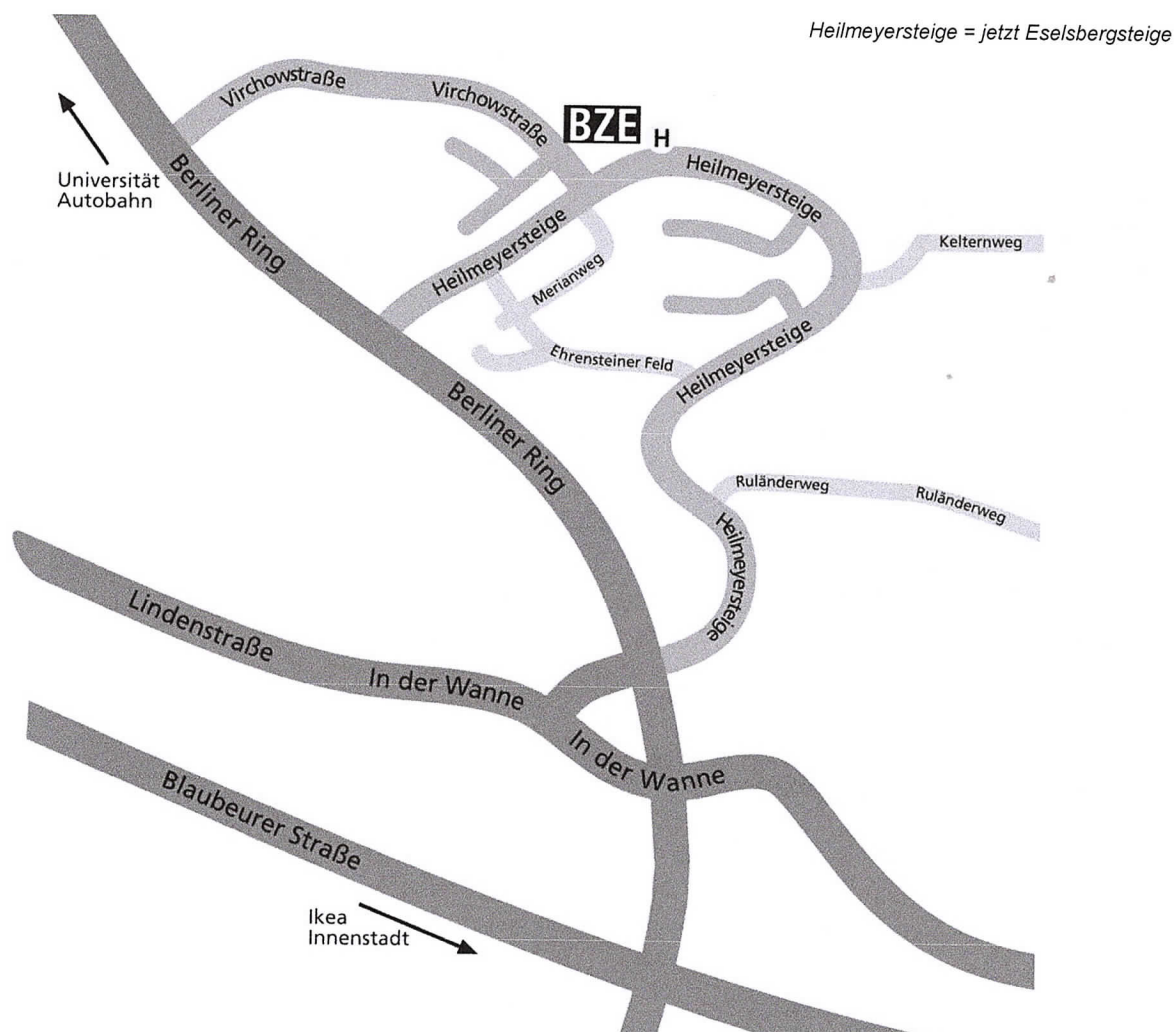 Heilmeyersteige = jetzt Eselsbergsteige
Virchowstraße
Virchowstraße
BZE
H
Heilmeyersteige
Universität
Autobahn
Berliner Ring
Heilmeyersteige
Kelternweg
Merianweg
Ehrensteiner Feld
Heilmeyersteige
Berliner Ring
Ruländerweg
Ruländerweg
Heilmeyersteige
Lindenstraße
In der Wanne
In der Wanne
Blaubeurer Straße
Ikea
Innenstadt